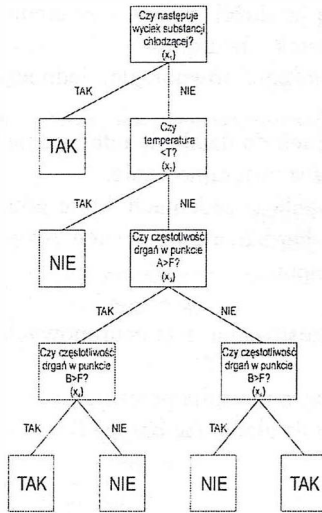 Czy następuje
wyciek substancji
chłodzącej?
(x₁)
TAK NIE
TAK
Czy
temperatura
<T?
(x₂)
TAK NIE
NIE
Czy częstotliwość
drgań w punkcie
A>F?
(x₃)
TAK NIE
Czy częstotliwość
drgań w punkcie
B>F?
(x₄)
Czy częstotliwość
drgań w punkcie
B>F?
(x₄)
TAK NIE TAK NIE
TAK NIE NIE TAK